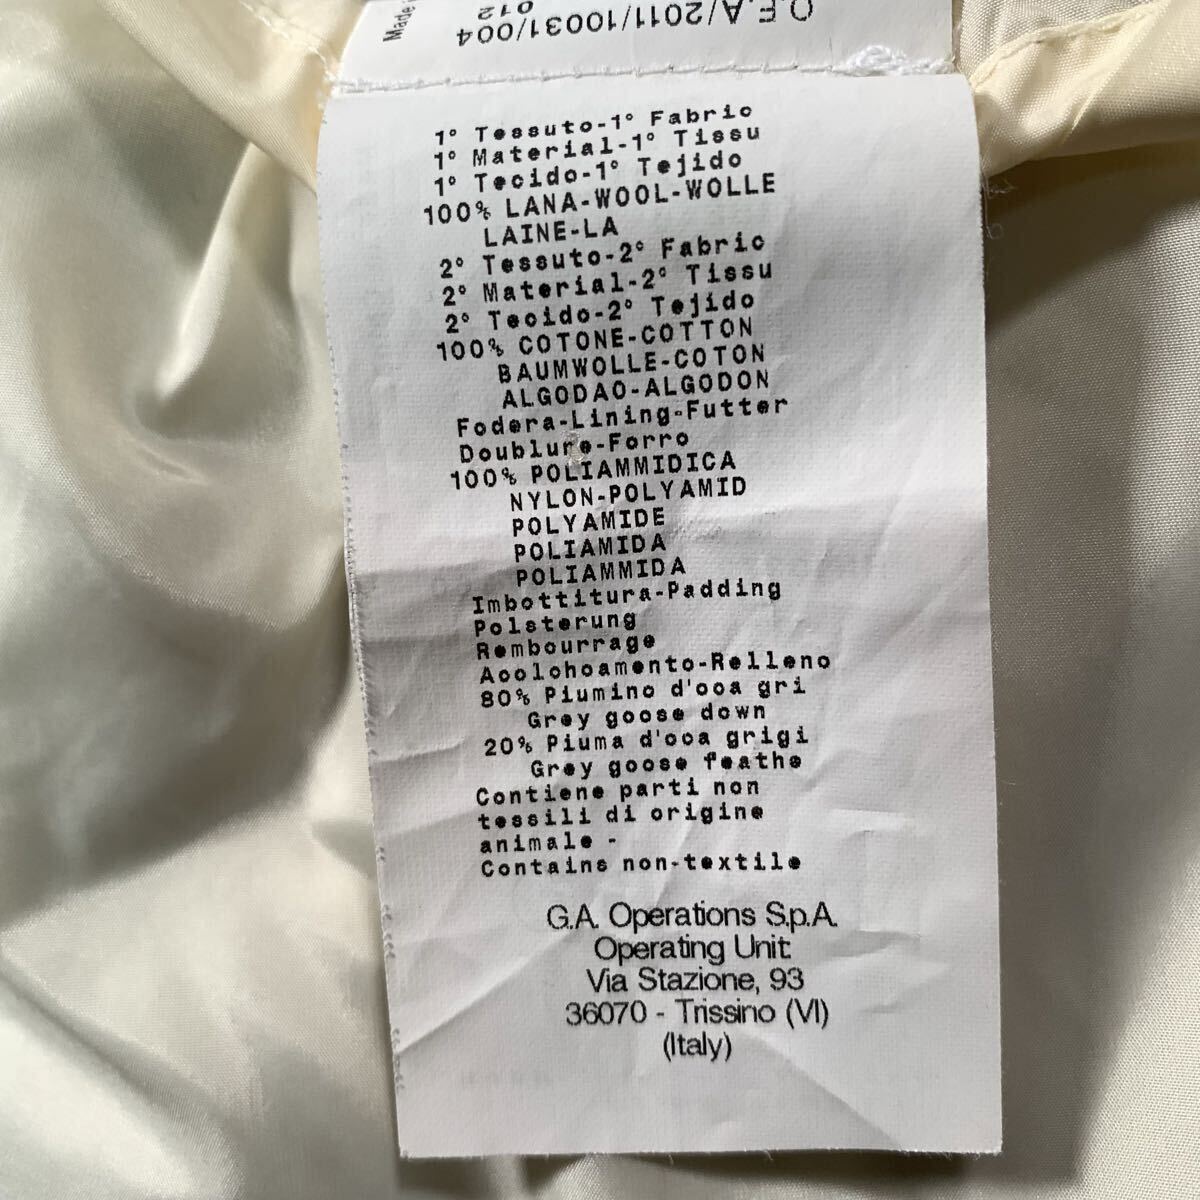 Made
O.E.A/2011/10031/004
012
1° Tessuto-1° Fabric
1° Material-1° Tissu
1° Tecido-1° Tejido
100% LANA-WOOL-WOLLE
LAINE-LA
2° Tessuto-2° Fabric
2° Material-2° Tissu
2° Tecido-2° Tejido
100% COTONE-COTTON
BAUMWOLLE-COTON
ALGODAO-ALGODON
Fodera-Lining-Futter
Doublure-Forro
100% POLIAMMIDICA
NYLON-POLYAMID
POLYAMIDE
POLIAMIDA
POLIAMMIDA
Imbottitura-Padding
Polsterung
Rembourrage
Acolohoamento-Relleno
80% Piumino d'oca gri
Grey goose down
20% Piuma d'oca grigi
Grey goose feathe
Contiene parti non
tessili di origine
animale -
Contains non-textile
G.A. Operations S.p.A.
Operating Unit:
Via Stazione, 93
36070 - Trissino (VI)
(Italy)